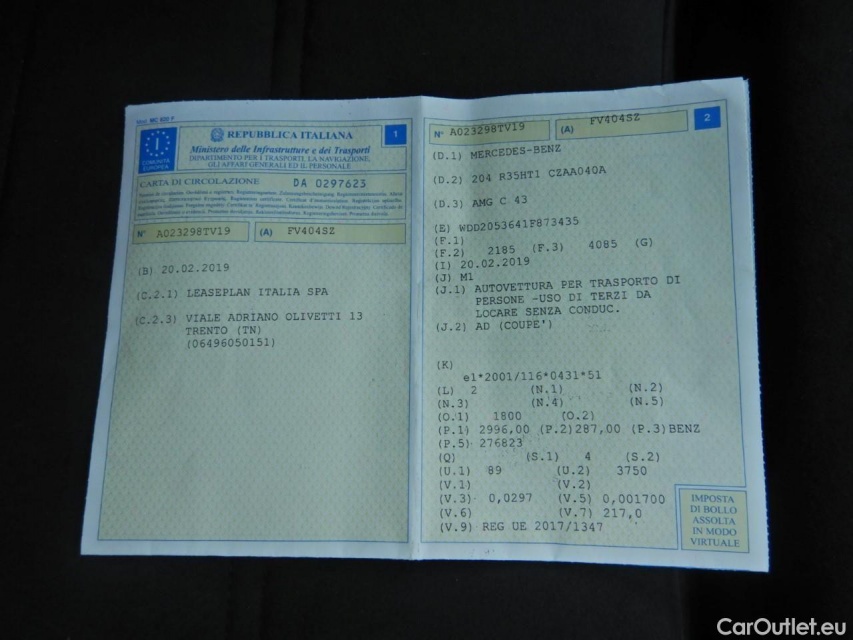 Mod. MC 820 F
I
COMUNITÀ
EUROPEA
REPUBBLICA ITALIANA
1
Ministero delle Infrastrutture e dei Trasporti
DIPARTIMENTO PER I TRASPORTI, LA NAVIGAZIONE,
GLI AFFARI GENERALI ED IL PERSONALE
CARTA DI CIRCOLAZIONE DA 0297623
N° A023298TV19 (A) FV404SZ
(B) 20.02.2019
(C.2.1) LEASEPLAN ITALIA SPA
(C.2.3) VIALE ADRIANO OLIVETTI 13
TRENTO (TN)
(06496050151)
N° A023298TV19 (A) FV404SZ 2
(D.1) MERCEDES-BENZ
(D.2) 204 R35HT1 CZAA04QA
(D.3) AMG C 43
(E) WDD2053641F873435
(F.1)
(F.2) 2185 (F.3) 4085 (G)
(I) 20.02.2019
(J) M1
(J.1) AUTOVETTURA PER TRASPORTO DI
PERSONE -USO DI TERZI DA
LOCARE SENZA CONDUC.
(J.2) AD (COUPE')
(K)
e1*2001/116*0431*51
(L) 2 (N.1) (N.2)
(N.3) (N.4) (N.5)
(O.1) 1800 (O.2)
(P.1) 2996,00 (P.2)287,00 (P.3)BENZ
(P.5) 276823
(Q) (S.1) 4 (S.2)
(U.1) 89 (U.2) 3750
(V.1) (V.2)
(V.3) 0,0297 (V.5) 0,001700
(V.6) (V.7) 217,0
(V.9) REG UE 2017/1347
IMPOSTA
DI BOLLO
ASSOLTA
IN MODO
VIRTUALE
CarOutlet.eu